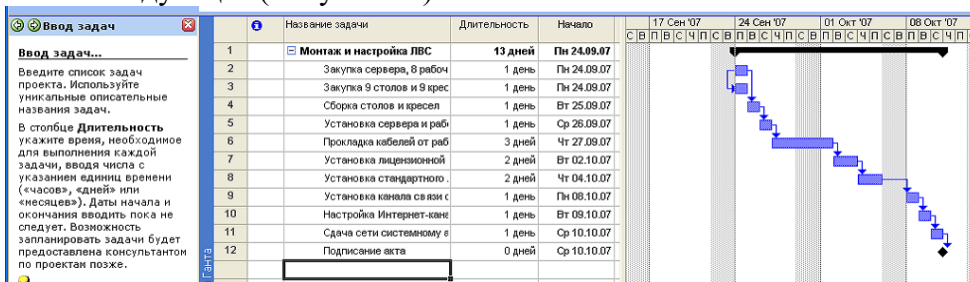 Ввод задач
Ввод задач...
Введите список задач
проекта. Используйте
уникальные описательные
названия задач.
В столбце Длительность
укажите время, необходимое
для выполнения каждой
задачи, вводя числа с
указанием единиц времени
(«часов», «дней» или
«месяцев»). Даты начала и
окончания вводить пока не
следует. Возможность
запланировать задачи будет
предоставлена консультантом
по проектам позже.
Ганта
Название задачи Длительность Начало 17 Сен '07 24 Сен '07 01 Окт '07 08 Окт '07
С В П В С Ч П С В П В С Ч П С В П В С Ч П С В П В С Ч П
1 Монтаж и настройка ЛВС 13 дней Пн 24.09.07
2 Закупка сервера, 8 рабоч 1 день Пн 24.09.07
3 Закупка 9 столов и 9 крес 1 день Пн 24.09.07
4 Сборка столов и кресел 1 день Вт 25.09.07
5 Установка сервера и раб 1 день Ср 26.09.07
6 Прокладка кабелей от раб 3 дней Чт 27.09.07
7 Установка лицензионной 2 дней Вт 02.10.07
8 Установка стандартного 2 дней Чт 04.10.07
9 Установка канала связи с 1 день Пн 08.10.07
10 Настройка Интернет-кана 1 день Вт 09.10.07
11 Сдача сети системному а 1 день Ср 10.10.07
12 Подписание акта 0 дней Ср 10.10.07